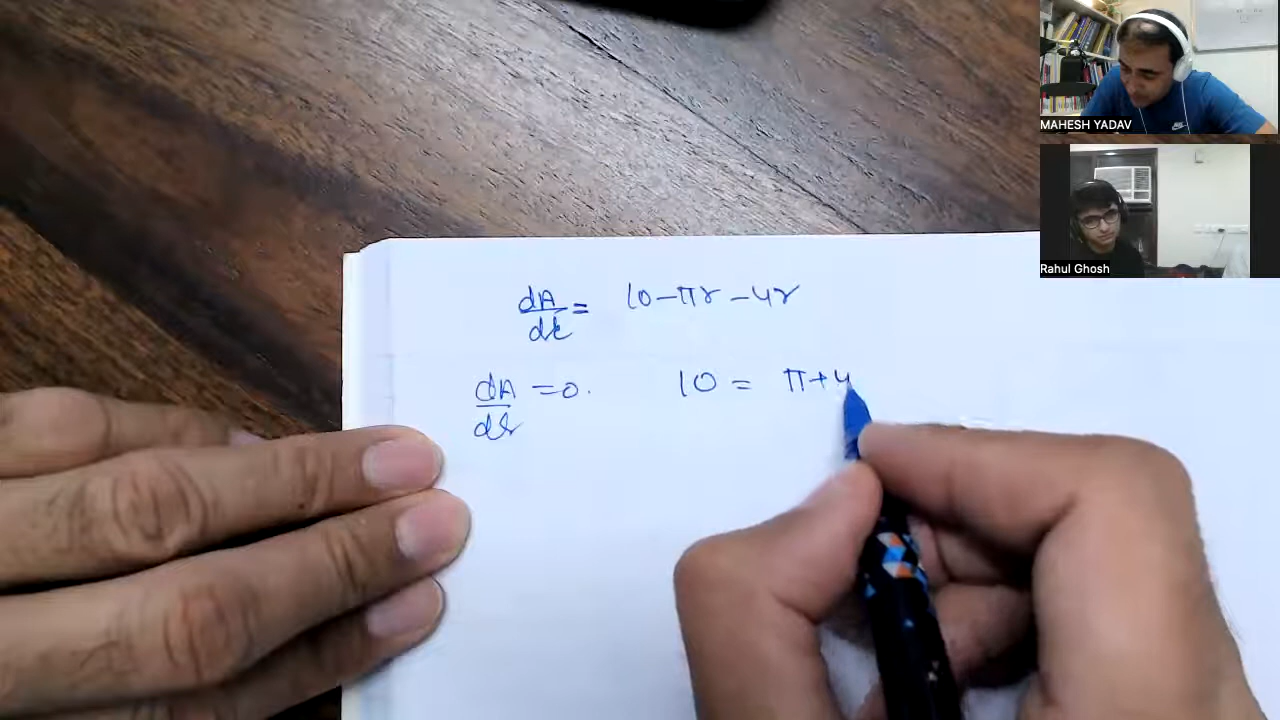 MAHESH YADAV
Rahul Ghosh
dA/dr = 10-πr-4r
dA/dr =0. 10 = π+4